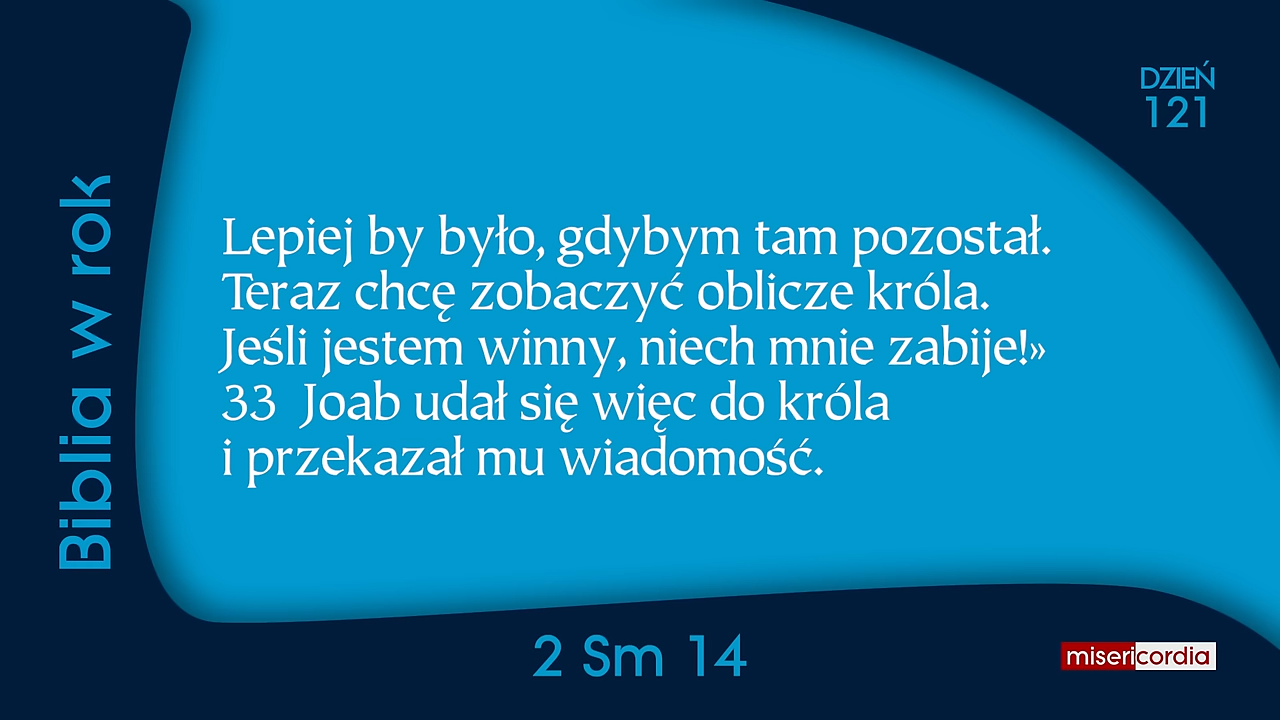 DZIEŃ
121
Biblia w rok
Lepiej by było, gdybym tam pozostał.
Teraz chcę zobaczyć oblicze króla.
Jeśli jestem winny, niech mnie zabije!»
33 Joab udał się więc do króla
i przekazał mu wiadomość.
2 Sm 14
misericordia